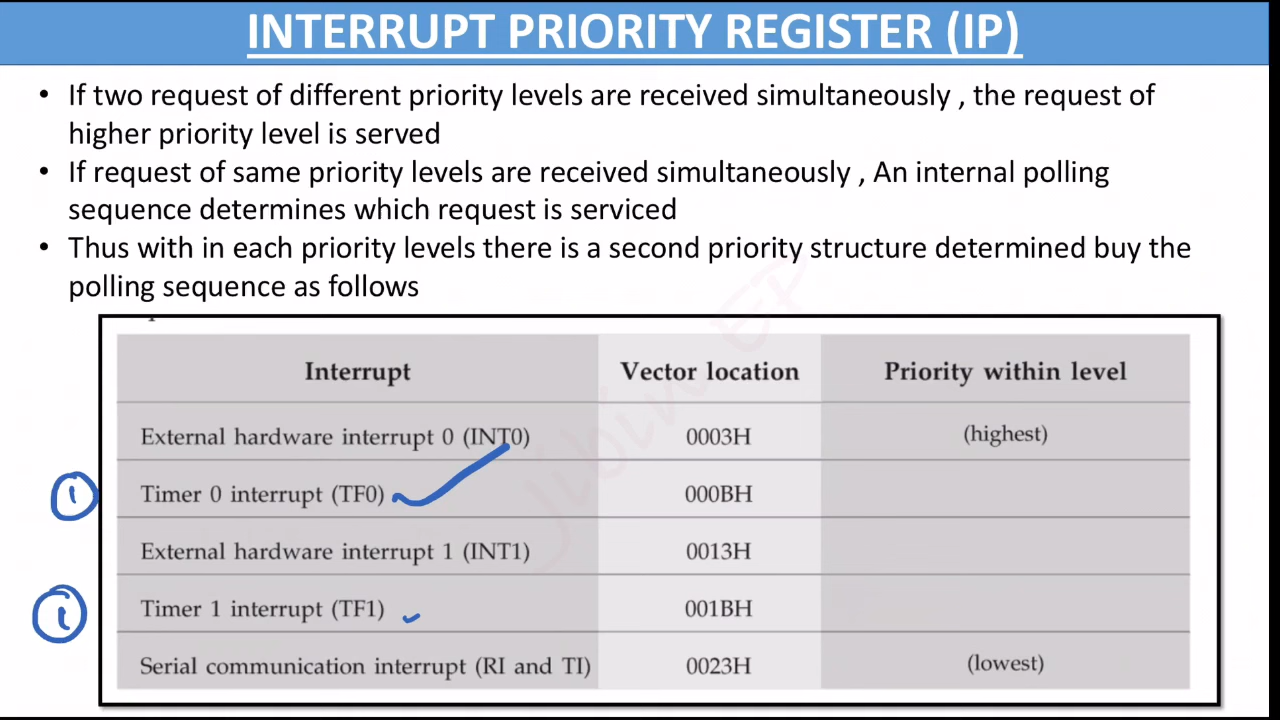 INTERRUPT PRIORITY REGISTER (IP)
• If two request of different priority levels are received simultaneously , the request of
higher priority level is served
• If request of same priority levels are received simultaneously , An internal polling
sequence determines which request is serviced
• Thus with in each priority levels there is a second priority structure determined buy the
polling sequence as follows
Interrupt Vector location Priority within level
External hardware interrupt 0 (INT0) 0003H (highest)
1 Timer 0 interrupt (TF0) 000BH
External hardware interrupt 1 (INT1) 0013H
1 Timer 1 interrupt (TF1) 001BH
Serial communication interrupt (RI and TI) 0023H (lowest)
Jibin EP